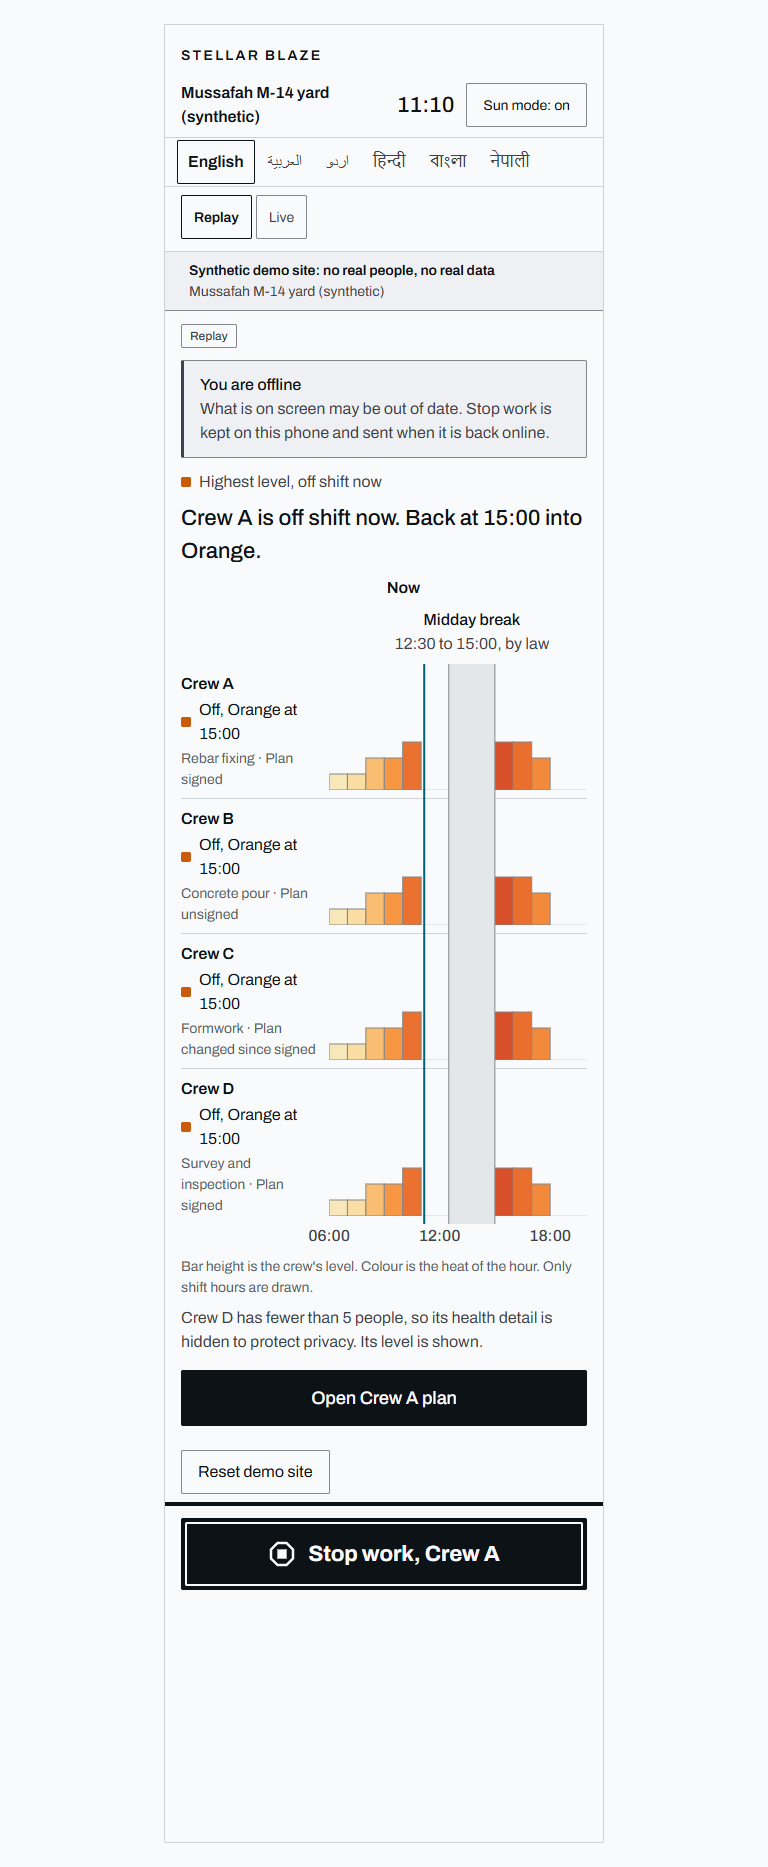 STELLAR BLAZE
Mussafah M-14 yard
(synthetic)
11:10
Sun mode: on
English
العربية
اردو
हिन्दी
বাংলা
नेपाली
Replay
Live
Synthetic demo site: no real people, no real data
Mussafah M-14 yard (synthetic)
Replay
You are offline
What is on screen may be out of date. Stop work is
kept on this phone and sent when it is back online.
Highest level, off shift now
Crew A is off shift now. Back at 15:00 into
Orange.
Now
Midday break
12:30 to 15:00, by law
Crew A
Off, Orange at
15:00
Rebar fixing · Plan
signed
Crew B
Off, Orange at
15:00
Concrete pour · Plan
unsigned
Crew C
Off, Orange at
15:00
Formwork · Plan
changed since signed
Crew D
Off, Orange at
15:00
Survey and
inspection · Plan
signed
06:00
12:00
18:00
Bar height is the crew's level. Colour is the heat of the hour. Only
shift hours are drawn.
Crew D has fewer than 5 people, so its health detail is
hidden to protect privacy. Its level is shown.
Open Crew A plan
Reset demo site
Stop work, Crew A